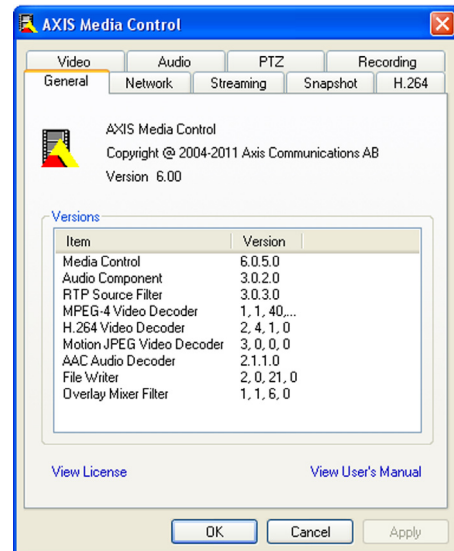 AXIS Media Control
Video Audio PTZ Recording
General Network Streaming Snapshot H.264
AXIS Media Control
Copyright @ 2004-2011 Axis Communications AB
Version 6.00
Versions
Item Version
Media Control 6.0.5.0
Audio Component 3.0.2.0
RTP Source Filter 3.0.3.0
MPEG-4 Video Decoder 1, 1, 40,...
H.264 Video Decoder 2, 4, 1, 0
Motion JPEG Video Decoder 3, 0, 0, 0
AAC Audio Decoder 2.1.1.0
File Writer 2, 0, 21, 0
Overlay Mixer Filter 1, 1, 6, 0
View License View User's Manual
OK Cancel Apply